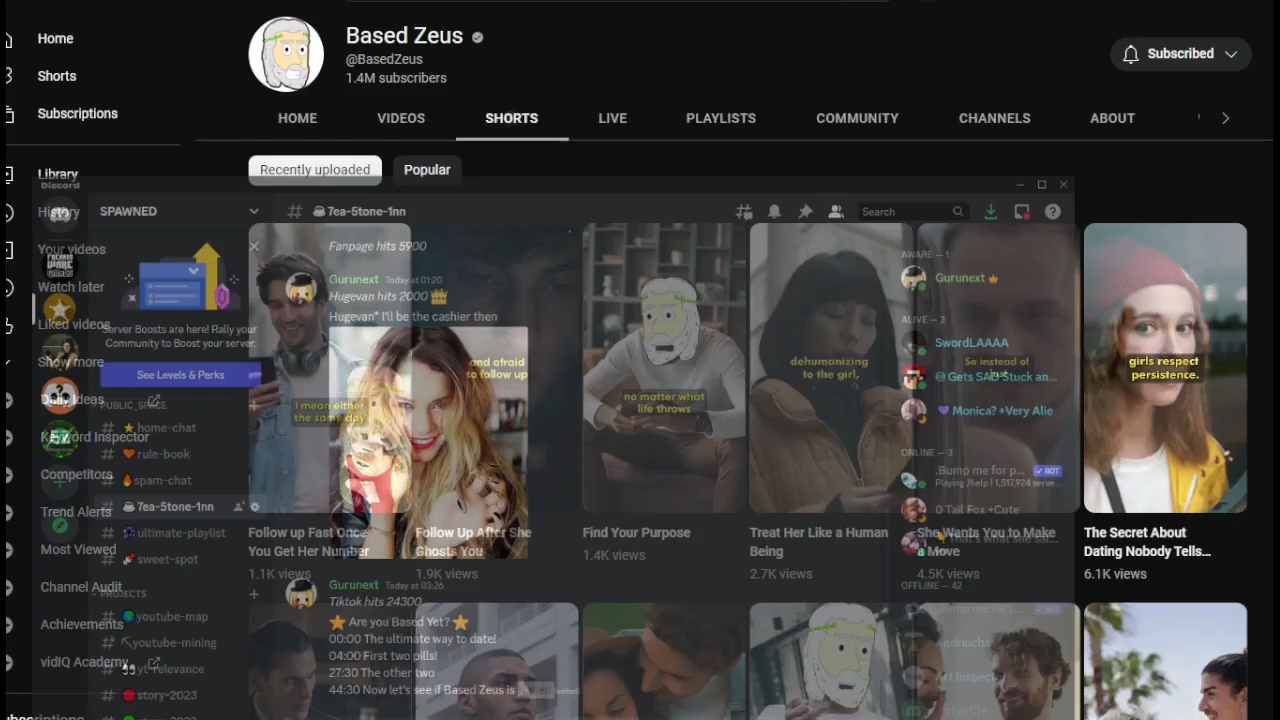 Home
Shorts
Subscriptions
Based Zeus
@BasedZeus
1.4M subscribers
Subscribed
HOME
VIDEOS
SHORTS
LIVE
PLAYLISTS
COMMUNITY
CHANNELS
ABOUT
Recently uploaded
Popular
Library
History
Your videos
Watch later
Liked videos
Show more
Daily Ideas
Keyword Inspector
Competitors
Trend Alerts
Most Viewed
Channel Audit
Achievements
vidIQ Academy
Discord
SPAWNED
Server Boosts are here! Rally your
Community to Boost your server.
See Levels & Perks
PUBLIC_SPACE
home-chat
rule-book
spam-chat
7ea-5tone-1nn
ultimate-playlist
sweet-spot
PROJECTS
youtube-map
youtube-mining
yt-relevance
story-2023
7ea-5tone-1nn
Search
Fanpage hits 5900
Gurunext Today at 01:20
Hugevan hits 2000
Hugevan* I'll be the cashier then
and afraid
to follow up
I mean either
the same day
no matter what
life throws
dehumanizing
to the girl,
So instead of
girls respect
persistence.
Follow up Fast Once
You Get Her Number
1.1K views
Follow Up After She
Ghosts You
1.9K views
Find Your Purpose
1.4K views
Treat Her Like a Human
Being
2.7K views
She Wants You to Make
a Move
4.5K views
The Secret About
Dating Nobody Tells...
6.1K views
Gurunext Today at 03:26
Tiktok hits 24300
⭐ Are you Based Yet? ⭐
00:00 The ultimate way to date!
04:00 First two pills!
27:30 The other two
44:30 Now let's see if Based Zeus is
AWARE — 1
Gurunext
ALIVE — 3
SwordLAAAA
Gets SAD Stuck an...
Monica? +Very Alie
ONLINE — 3
.Bump me for p...
BOT
Playing /help | 1,517,924 serve...
0 Tail Fox +Cute
That's what she sai...
OFFLINE — 42
.Bump me for p...
BOT
Andriucha
Art Inspect